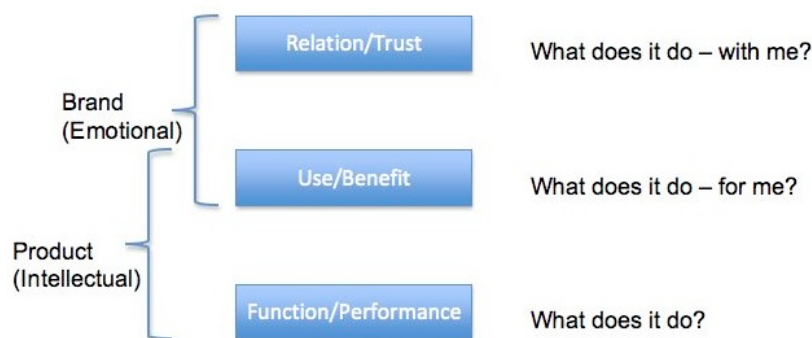 Relation/Trust
What does it do – with me?
Brand
(Emotional)
Use/Benefit
What does it do – for me?
Product
(Intellectual)
Function/Performance
What does it do?